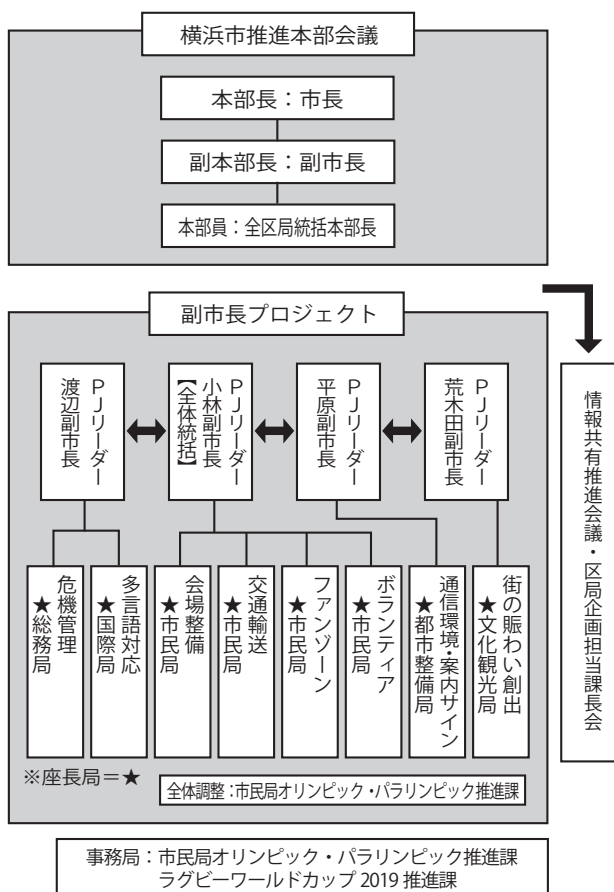 横浜市推進本部会議
本部長：市長
副本部長：副市長
本部員：全区局統括本部長
副市長プロジェクト
PJリーダー
渡辺副市長
PJリーダー
小林副市長
【全体統括】
PJリーダー
平原副市長
PJリーダー
荒木田副市長
危機管理
★総務局
多言語対応
★国際局
会場整備
★市民局
交通輸送
★市民局
ファンゾーン
★市民局
ボランティア
★市民局
通信環境・案内サイン
★都市整備局
街の賑わい創出
★文化観光局
※座長局＝★
全体調整：市民局オリンピック・パラリンピック推進課
情報共有推進会議・区局企画担当課長会
事務局：市民局オリンピック・パラリンピック推進課
ラグビーワールドカップ 2019 推進課